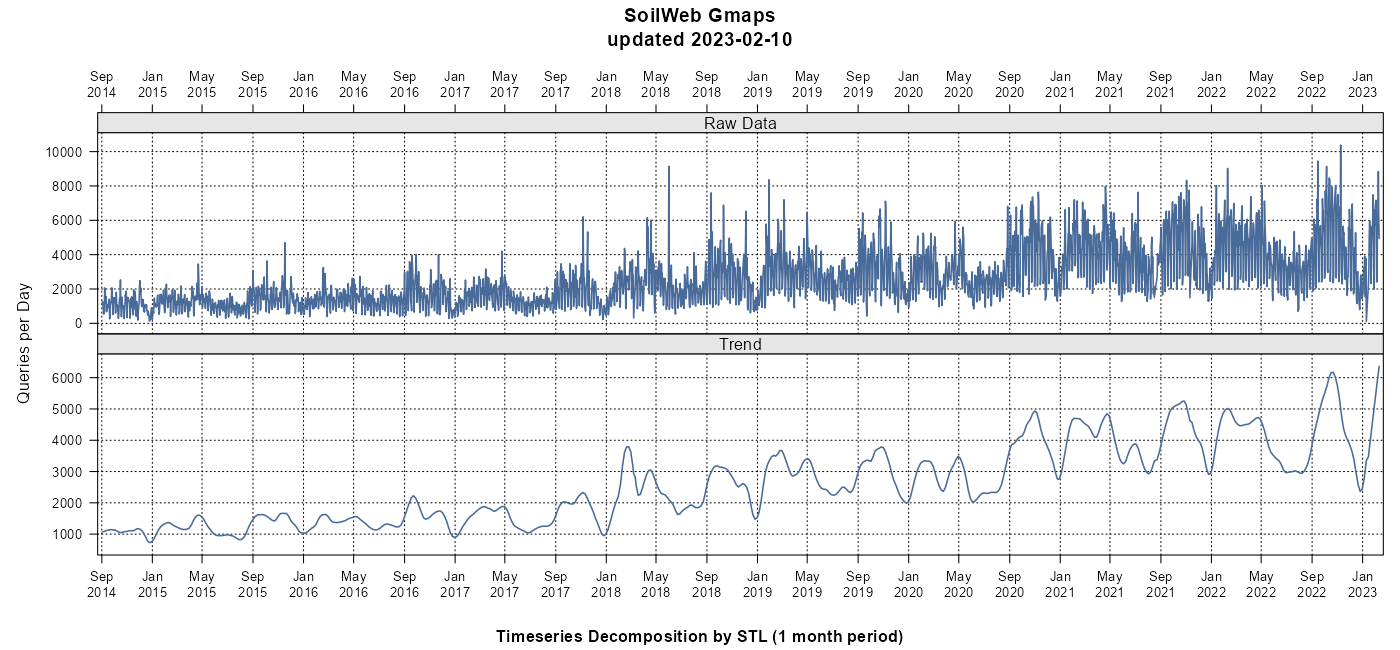 SoilWeb Gmaps
updated 2023-02-10
Sep Jan May Sep Jan May Sep Jan May Sep Jan May Sep Jan May Sep Jan May Sep Jan May Sep Jan May Sep Jan
2014 2015 2015 2015 2016 2016 2016 2017 2017 2017 2018 2018 2018 2019 2019 2019 2020 2020 2020 2021 2021 2021 2022 2022 2022 2023
Raw Data
10000
8000
6000
4000
2000
0
Queries per Day
Trend
6000
5000
4000
3000
2000
1000
Sep Jan May Sep Jan May Sep Jan May Sep Jan May Sep Jan May Sep Jan May Sep Jan May Sep Jan May Sep Jan
2014 2015 2015 2015 2016 2016 2016 2017 2017 2017 2018 2018 2018 2019 2019 2019 2020 2020 2020 2021 2021 2021 2022 2022 2022 2023
Timeseries Decomposition by STL (1 month period)